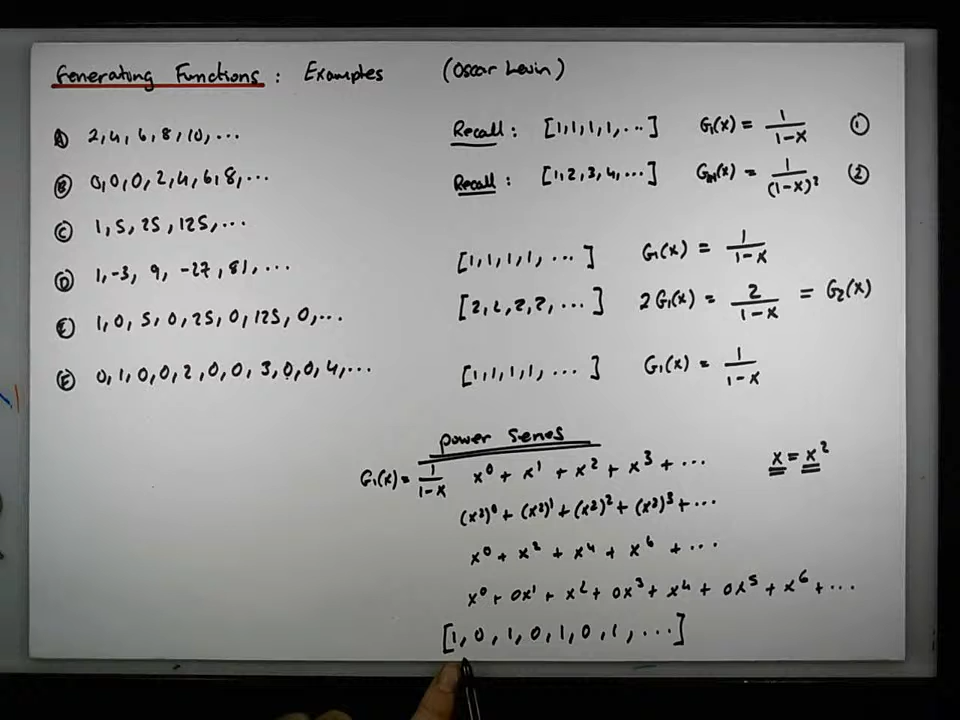 Generating Functions : Examples (Oscar Levin)
Ⓐ 2, 4, 6, 8, 10, ...
Ⓑ 0, 0, 0, 2, 4, 6, 8, ...
Ⓒ 1, 5, 25, 125, ...
Ⓓ 1, -3, 9, -27, 81, ...
Ⓔ 1, 0, 5, 0, 25, 0, 125, 0, ...
Ⓕ 0, 1, 0, 0, 2, 0, 0, 3, 0, 0, 4, ...
Recall : [1, 1, 1, 1, ...] G₁(x) = 1/(1-x) ①
Recall : [1, 2, 3, 4, ...] G_N(x) = 1/(1-x)² ②
[1, 1, 1, 1, ...] G₁(x) = 1/(1-x)
[2, 2, 2, 2, ...] 2G₁(x) = 2/(1-x) = G₂(x)
[1, 1, 1, 1, ...] G₁(x) = 1/(1-x)
power series
G₁(x) = 1/(1-x) x⁰ + x¹ + x² + x³ + ... x = x²
(x²)⁰ + (x²)¹ + (x²)² + (x²)³ + ...
x⁰ + x² + x⁴ + x⁶ + ...
x⁰ + 0x¹ + x² + 0x³ + x⁴ + 0x⁵ + x⁶ + ...
[1, 0, 1, 0, 1, 0, 1, ...]